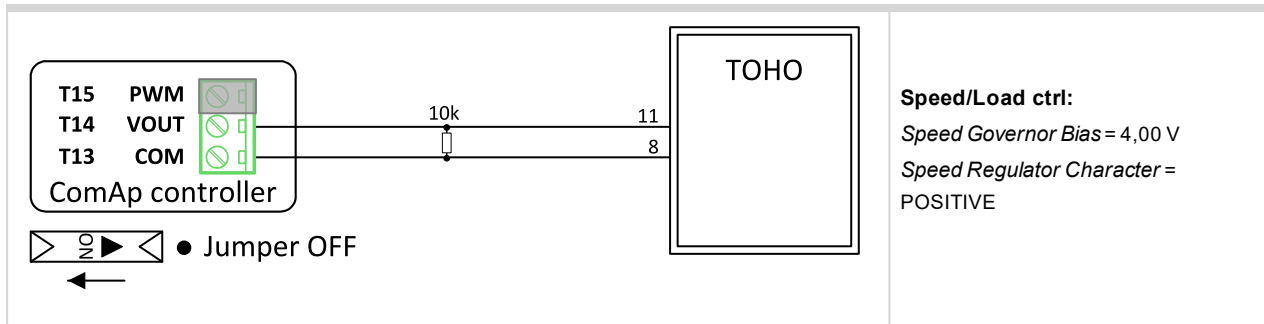 T15 PWM
T14 VOUT
T13 COM
ComAp controller
10k
11
8
TOHO
ON
● Jumper OFF
Speed/Load ctrl:
Speed Governor Bias = 4,00 V
Speed Regulator Character =
POSITIVE